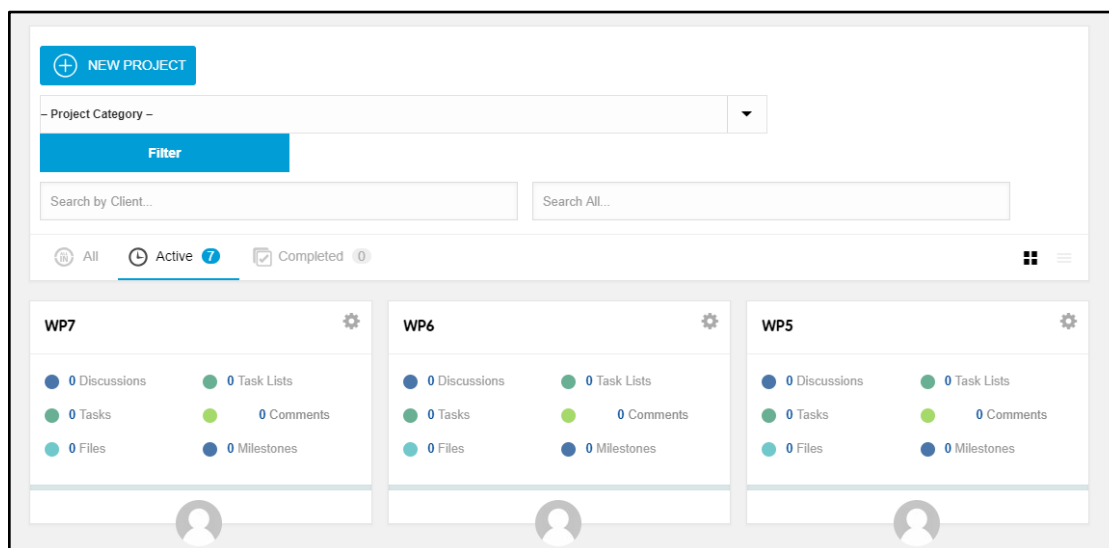 NEW PROJECT
– Project Category –
Filter
Search by Client... Search All...
All Active 7 Completed 0
WP7 WP6 WP5
0 Discussions 0 Task Lists 0 Discussions 0 Task Lists 0 Discussions 0 Task Lists
0 Tasks 0 Comments 0 Tasks 0 Comments 0 Tasks 0 Comments
0 Files 0 Milestones 0 Files 0 Milestones 0 Files 0 Milestones